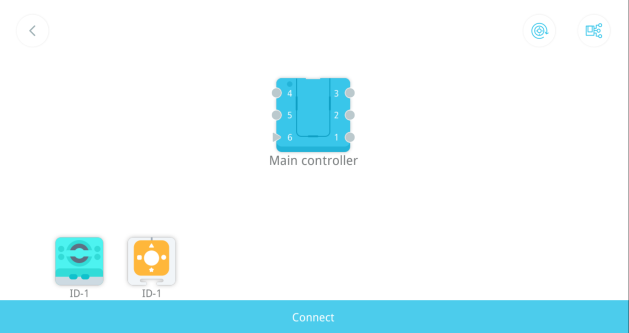 4 3
5 2
6 1
Main controller
ID-1 ID-1
Connect